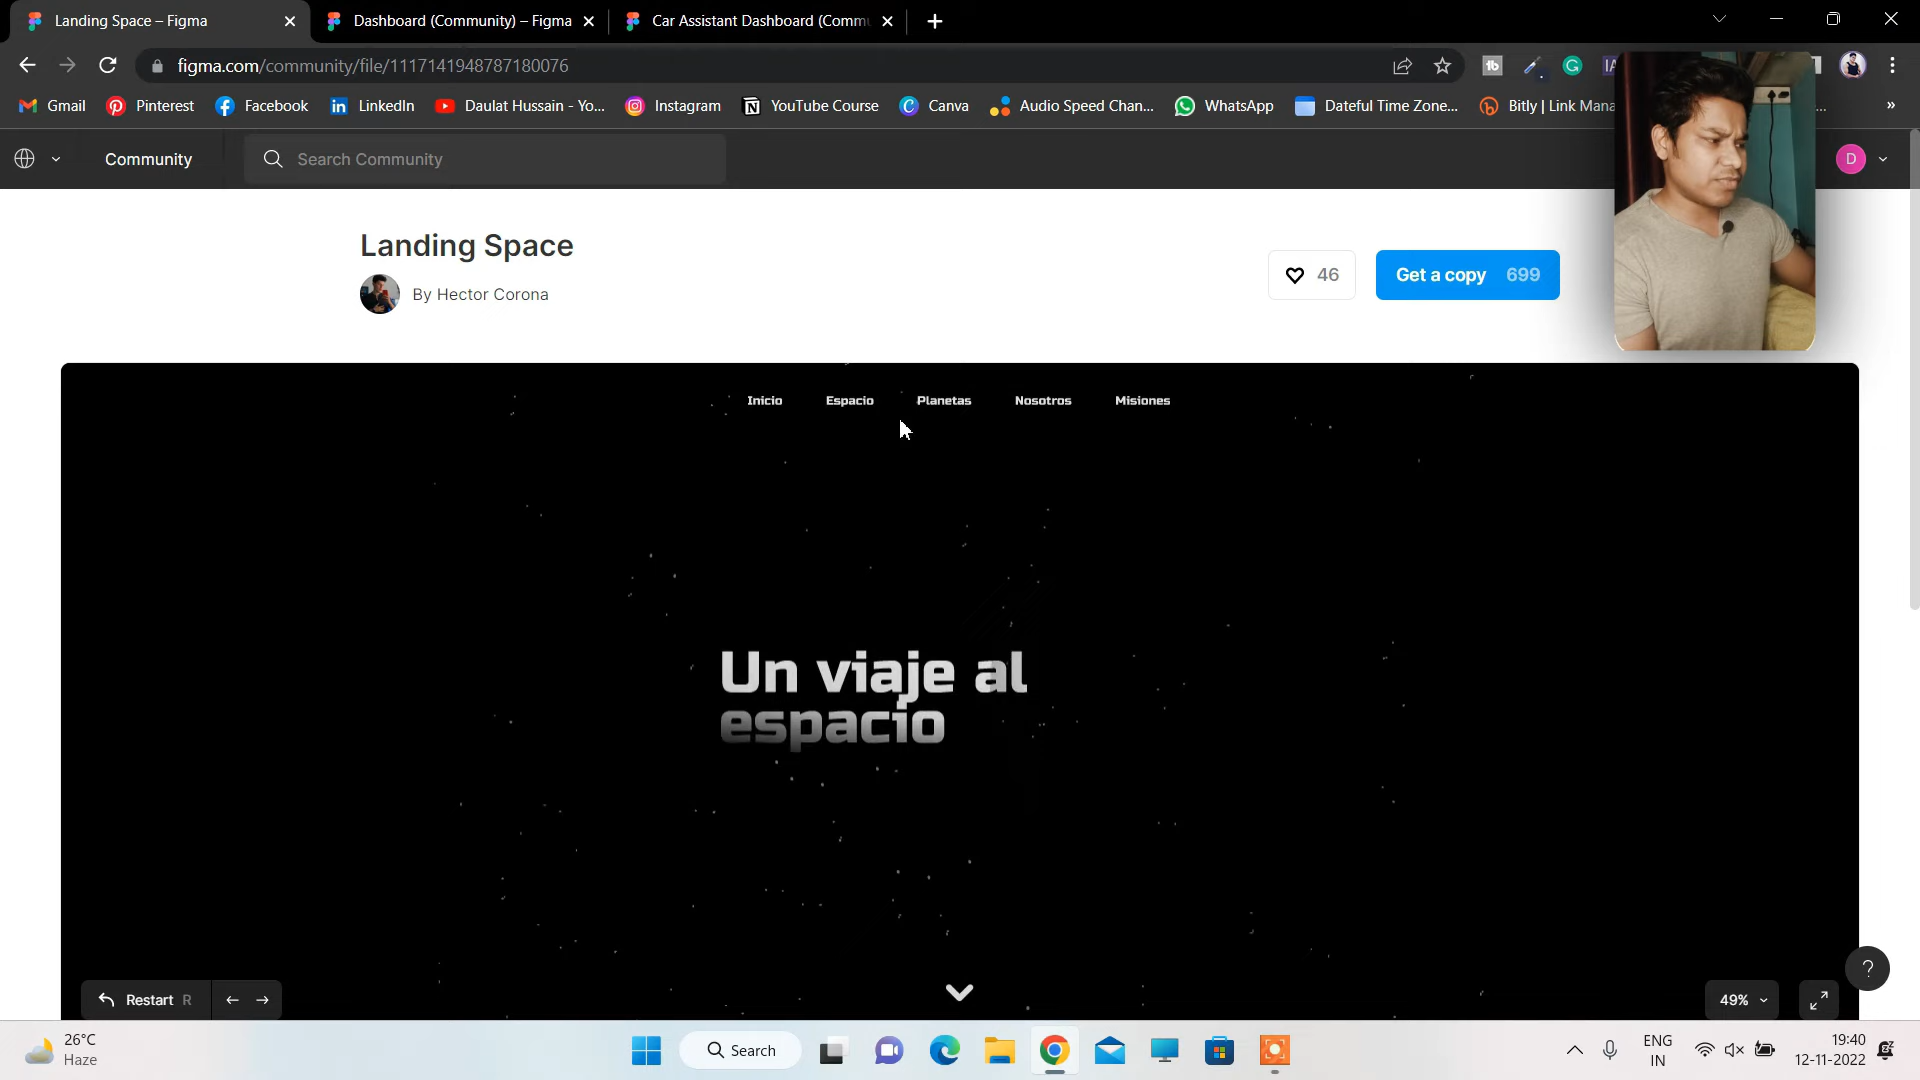 Landing Space – Figma
Dashboard (Community) – Figma
Car Assistant Dashboard (Comm
figma.com/community/file/1117141948787180076
Gmail
Pinterest
Facebook
LinkedIn
Daulat Hussain - Yo...
Instagram
YouTube Course
Canva
Audio Speed Chan...
WhatsApp
Dateful Time Zone...
Bitly | Link Mana
Community
Search Community
D
Landing Space
By Hector Corona
46
Get a copy 699
Inicio
Espacio
Planetas
Nosotros
Misiones
Un viaje al
espacio
Restart R
49%
?
26°C
Haze
Search
ENG
IN
19:40
12-11-2022